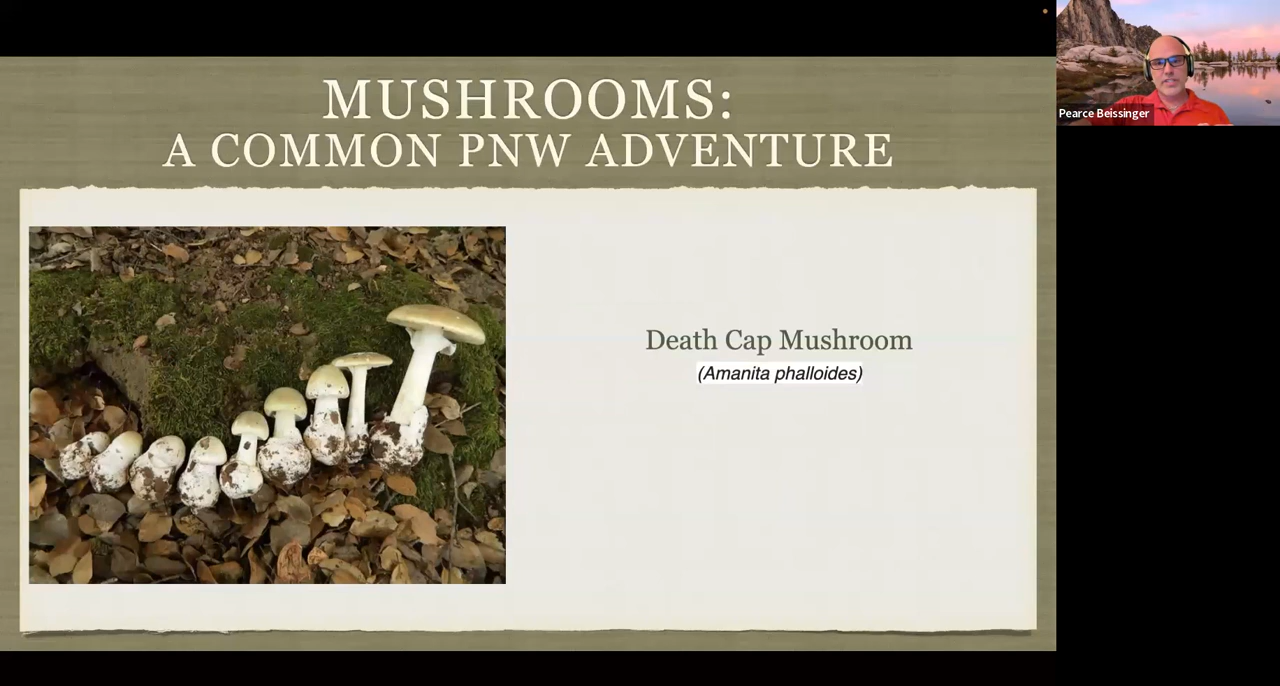 MUSHROOMS:
A COMMON PNW ADVENTURE
Death Cap Mushroom
(Amanita phalloides)
Pearce Beissinger